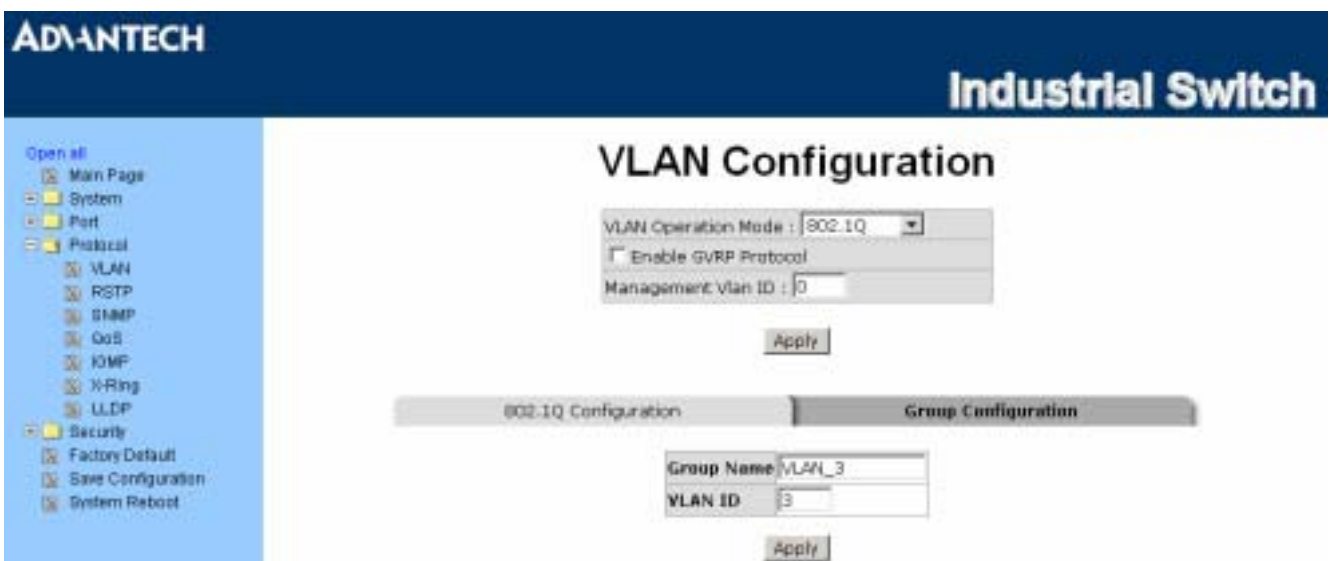 ADVANTECH
Industrial Switch
Open all
Main Page
System
Port
Protocol
VLAN
RSTP
SNMP
QoS
IGMP
X-Ring
LLDP
Security
Factory Default
Save Configuration
System Reboot
VLAN Configuration
VLAN Operation Mode : 802.1Q
Enable GVRP Protocol
Management Vlan ID : 0
Apply
802.1Q Configuration Group Configuration
Group Name VLAN_3
VLAN ID 3
Apply